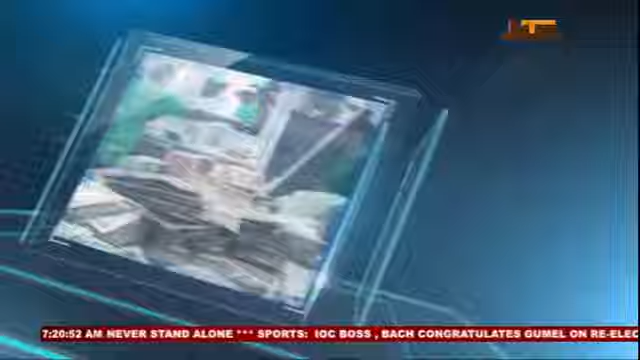 7:20:52 AM NEVER STAND ALONE *** SPORTS: IOC BOSS , BACH CONGRATULATES GUMEL ON RE-ELEC